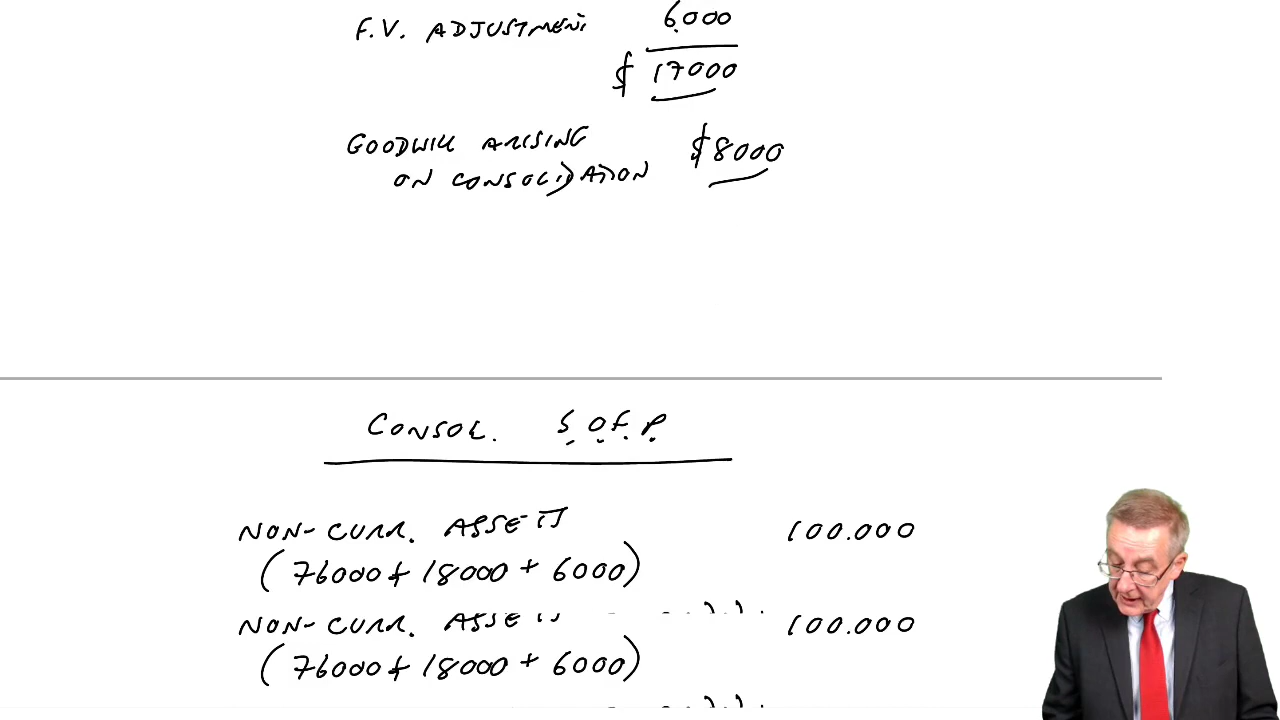 F.V. ADJUSTMENT 6000
$ 17000
GOODWILL ARISING $8000
ON CONSOLIDATION
CONSOL. S.O.F.P.
NON-CURR. ASSETS 100.000
(76000 + 18000 + 6000)
NON-CURR. ASSETS 100.000
(76000 + 18000 + 6000)